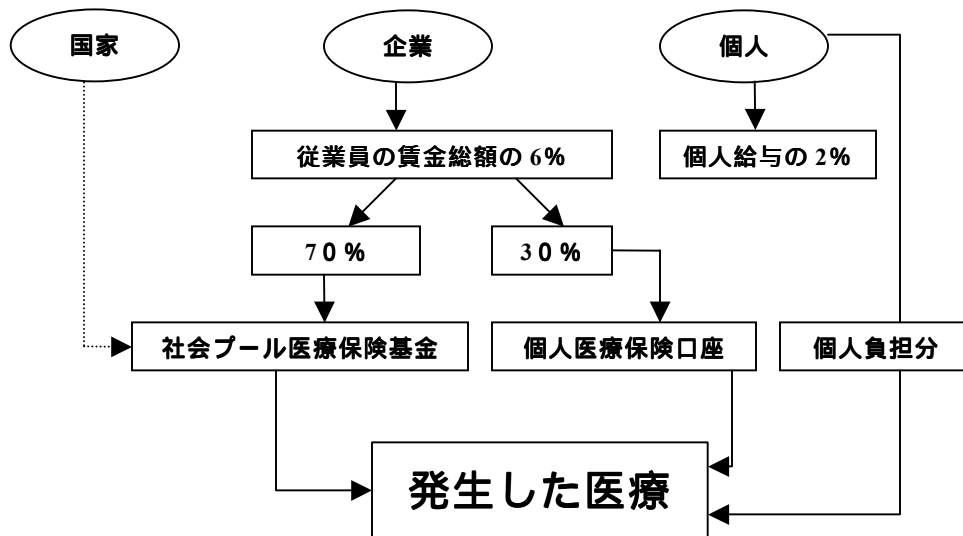 国家
企業
個人
従業員の賃金総額の 6%
個人給与の 2%
7０％
3０％
社会プール医療保険基金
個人医療保険口座
個人負担分
発生した医療